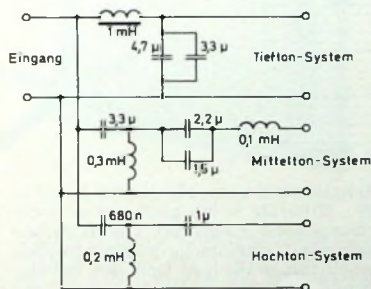 1 mH
Eingang
4,7 µ
3,3 µ
Tiefton-System
3,3 µ
2,2 µ
0,1 mH
0,3 mH
1,5 µ
Mittelton-System
680 n
1µ
0,2 mH
Hochton-System